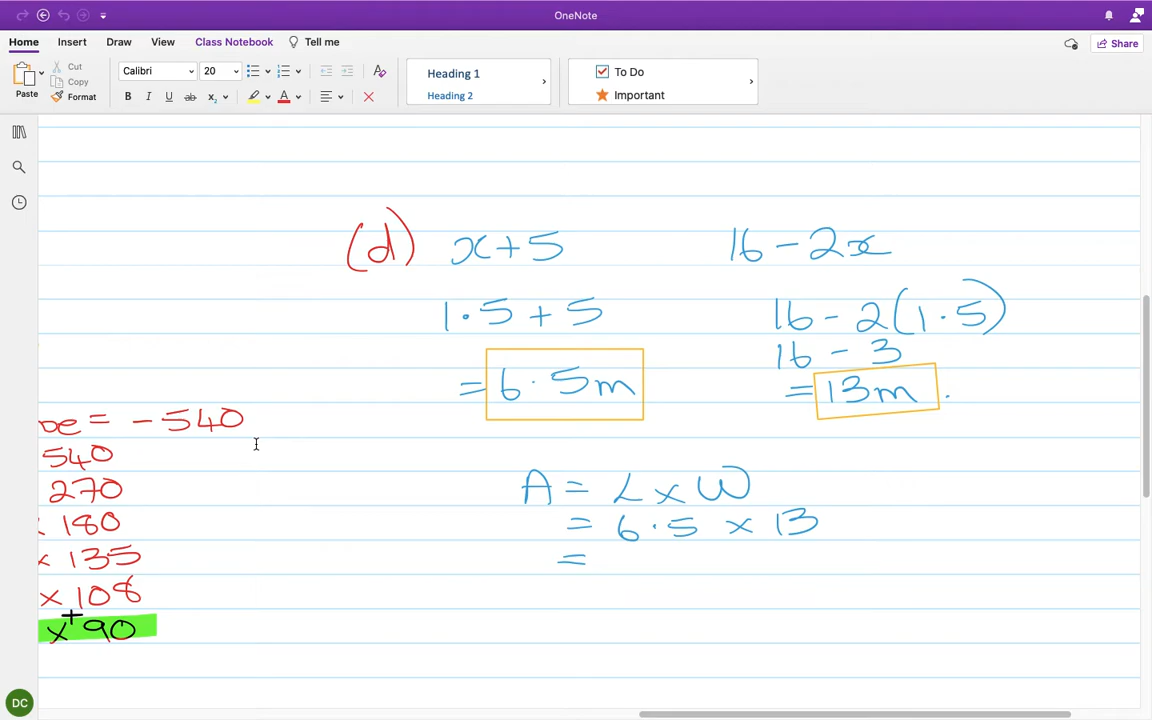 OneNote
Home Insert Draw View Class Notebook Tell me
Share
Paste
Cut
Copy
Format
Calibri 20
B I U ab x₂ A
Heading 1
Heading 2
To Do
Important
(d) x + 5 16 - 2x
1.5 + 5 16 - 2(1.5)
16 - 3
= 6.5m = 13m.
= -540
540
270
x 180
x 135
x 108
x 90
A = L x W
= 6.5 x 13
=
DC